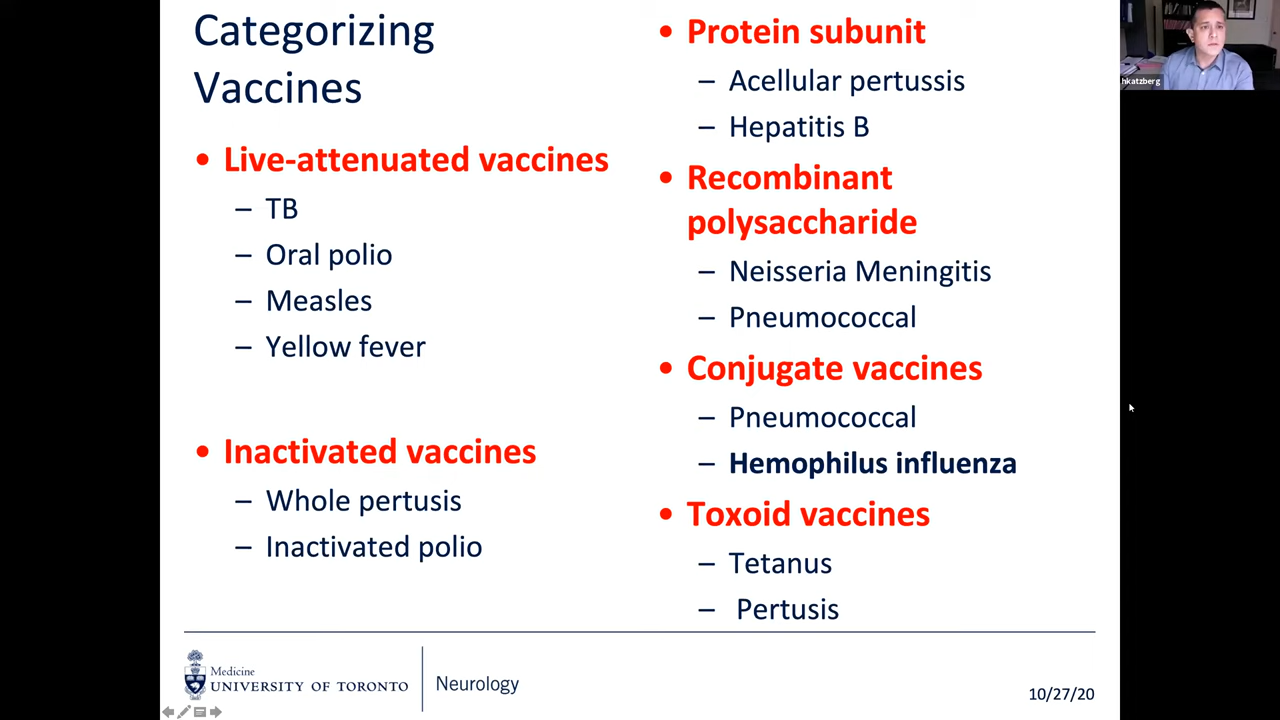 Categorizing
Vaccines
• Live-attenuated vaccines
– TB
– Oral polio
– Measles
– Yellow fever
• Inactivated vaccines
– Whole pertusis
– Inactivated polio
• Protein subunit
– Acellular pertussis
– Hepatitis B
• Recombinant
polysaccharide
– Neisseria Meningitis
– Pneumococcal
• Conjugate vaccines
– Pneumococcal
– Hemophilus influenza
• Toxoid vaccines
– Tetanus
– Pertusis
hkatzberg
Medicine
UNIVERSITY OF TORONTO
Neurology
10/27/20